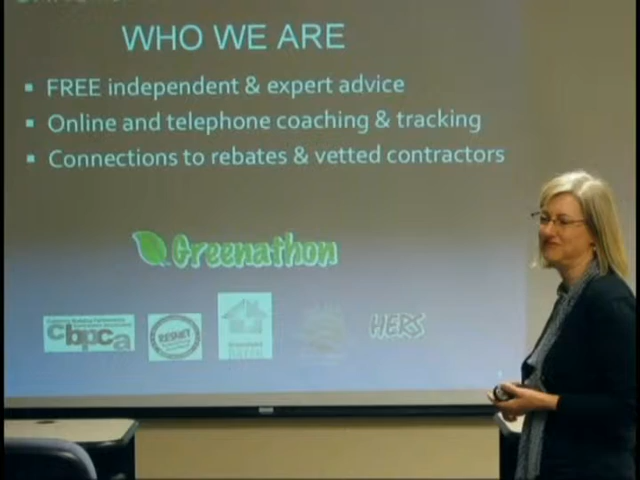 WHO WE ARE
▪ FREE independent & expert advice
▪ Online and telephone coaching & tracking
▪ Connections to rebates & vetted contractors
Greenathon
cbpca
RESNET
HERS